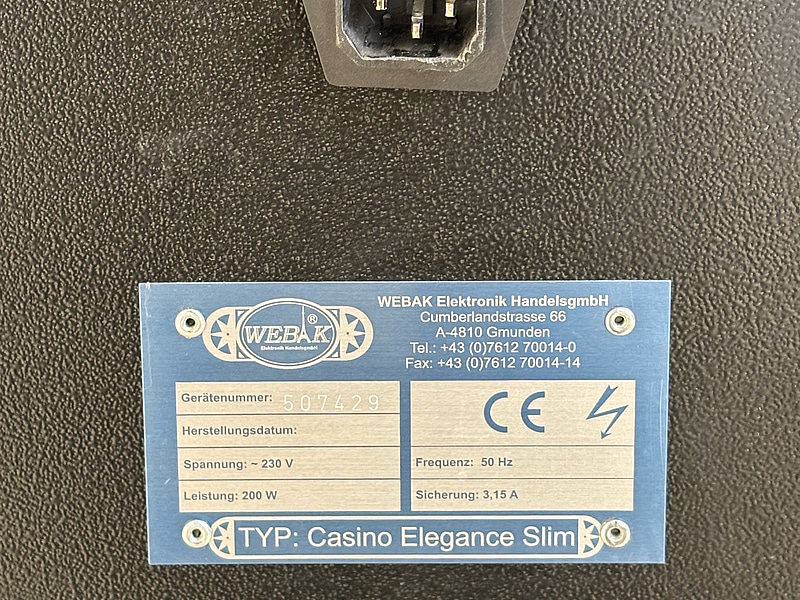 WEBAK ®
Elektronik HandelsgmbH
WEBAK Elektronik HandelsgmbH
Cumberlandstrasse 66
A-4810 Gmunden
Tel.: +43 (0)7612 70014-0
Fax: +43 (0)7612 70014-14
Gerätenummer: 507429
Herstellungsdatum:
Spannung: ~ 230 V
Leistung: 200 W
CE
Frequenz: 50 Hz
Sicherung: 3,15 A
TYP: Casino Elegance Slim